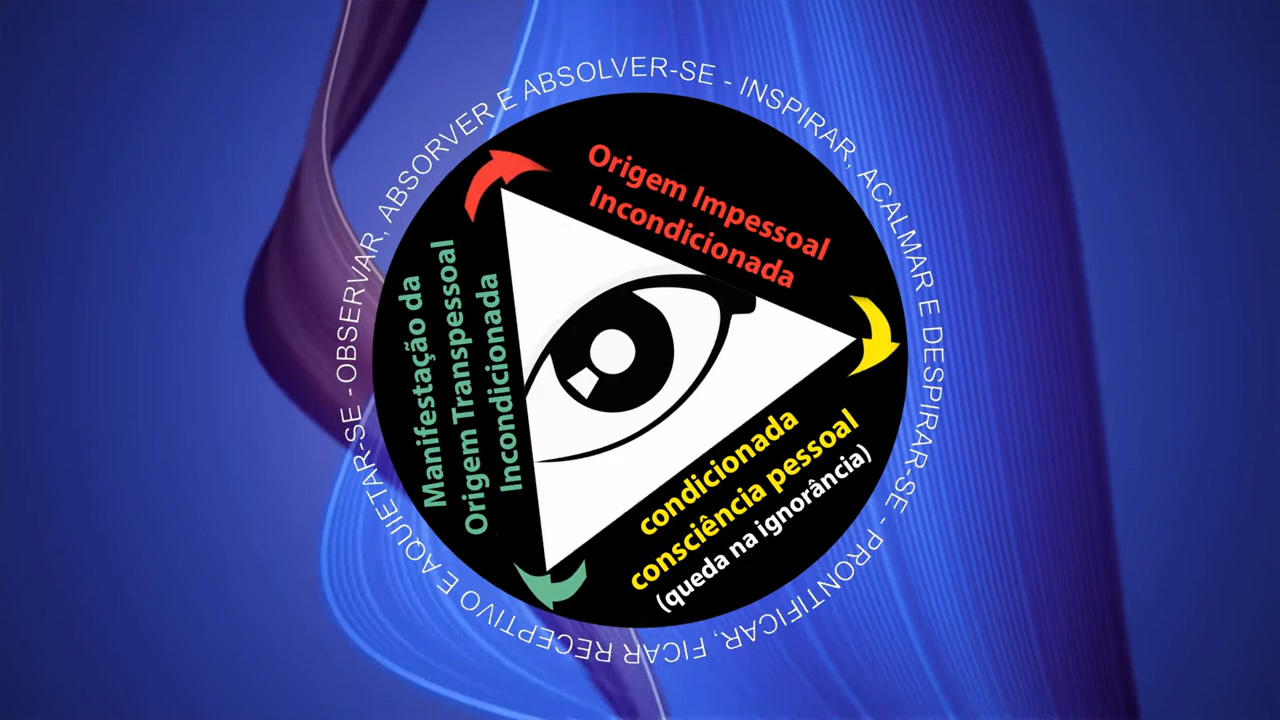 OBSERVAR, ABSORVER E ABSOLVER-SE - INSPIRAR, ACALMAR E DESPIRAR-SE - PRONTIFICAR, FICAR RECEPTIVO E AQUIETAR-SE -
Origem Impessoal
Incondicionada
condicionada
consciência pessoal
(queda na ignorância)
Manifestação da
Origem Transpessoal
Incondicionada